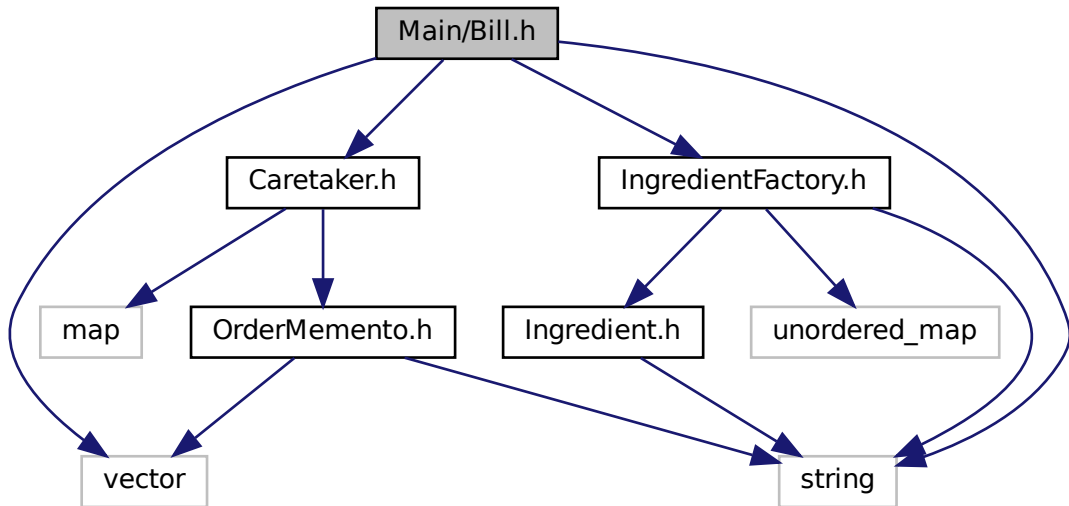 Main/Bill.h
Caretaker.h
IngredientFactory.h
map
OrderMemento.h
Ingredient.h
unordered_map
vector
string